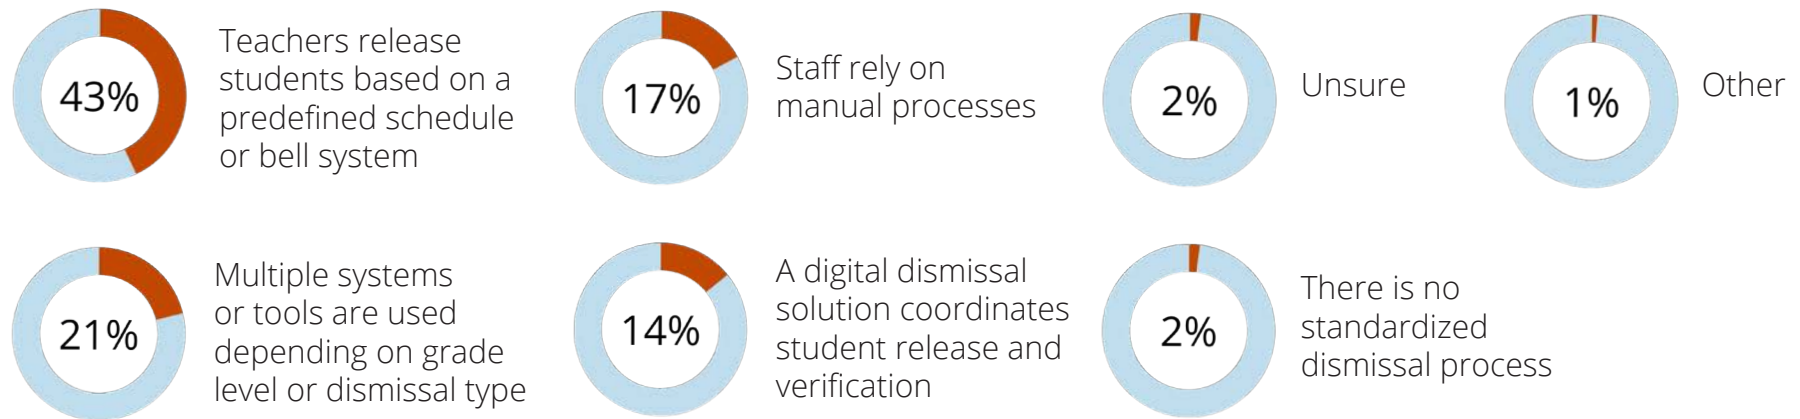 43%
Teachers release
students based on a
predefined schedule
or bell system
17%
Staff rely on
manual processes
2%
Unsure
1%
Other
21%
Multiple systems
or tools are used
depending on grade
level or dismissal type
14%
A digital dismissal
solution coordinates
student release and
verification
2%
There is no
standardized
dismissal process